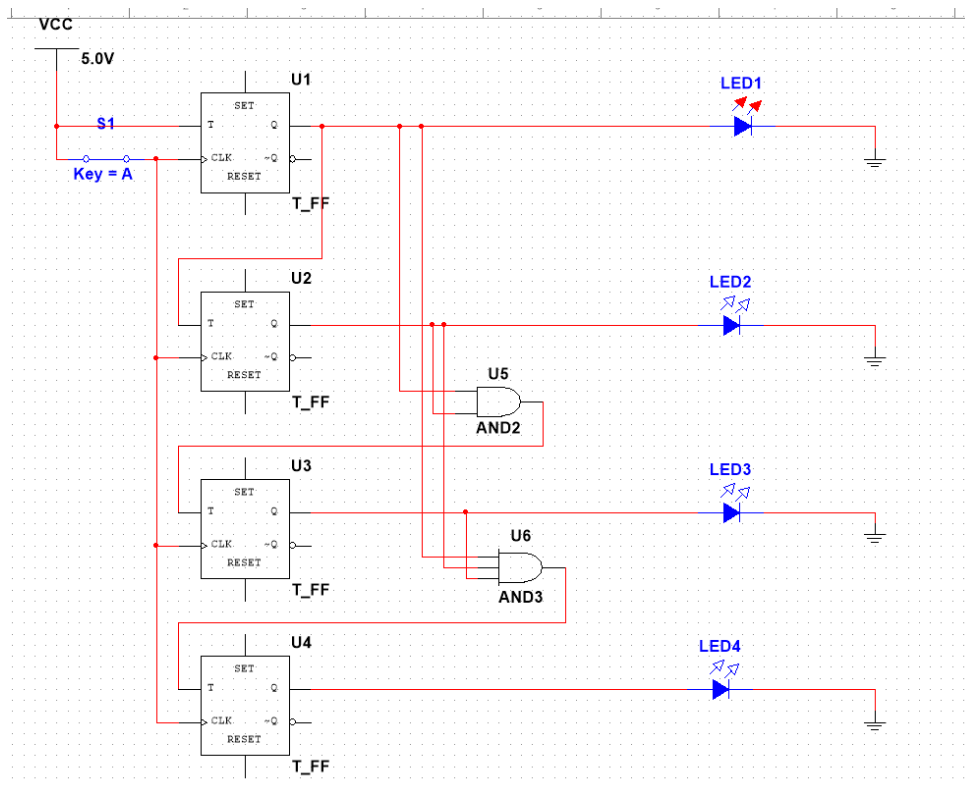 VCC
5.0V
S1
Key = A
U1
SET
T
Q
CLK
~Q
RESET
T_FF
LED1
U2
SET
T
Q
CLK
~Q
RESET
T_FF
LED2
U5
AND2
U3
SET
T
Q
CLK
~Q
RESET
T_FF
LED3
U6
AND3
U4
SET
T
Q
CLK
~Q
RESET
T_FF
LED4